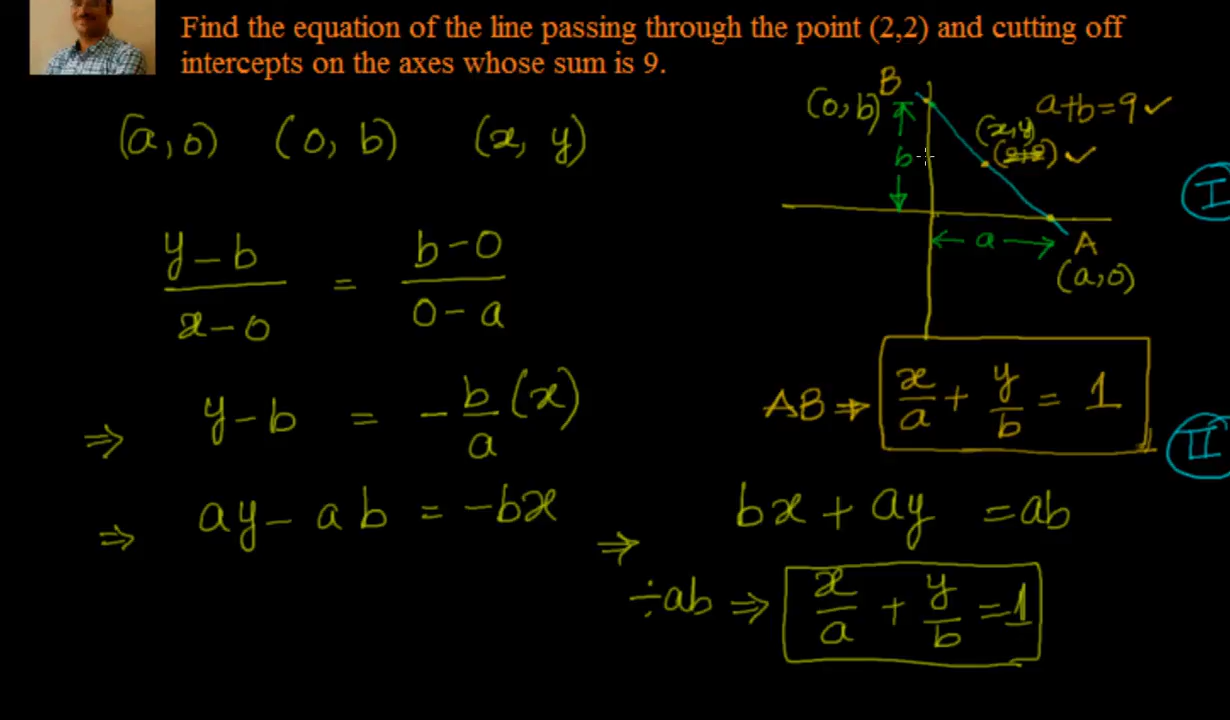 Find the equation of the line passing through the point (2,2) and cutting off
intercepts on the axes whose sum is 9.
(a,0) (0, b) (x, y)
B
(0, b)
a+b=9 ✓
(x,y)
✓
b
a
A
(a,0)
I
(y-b)/(x-0) = (b-0)/(0-a)
AB ⇒ x/a + y/b = 1
⇒ y-b = -b/a (x)
II
⇒ ay - ab = -bx
⇒ bx + ay = ab
÷ab ⇒ x/a + y/b = 1